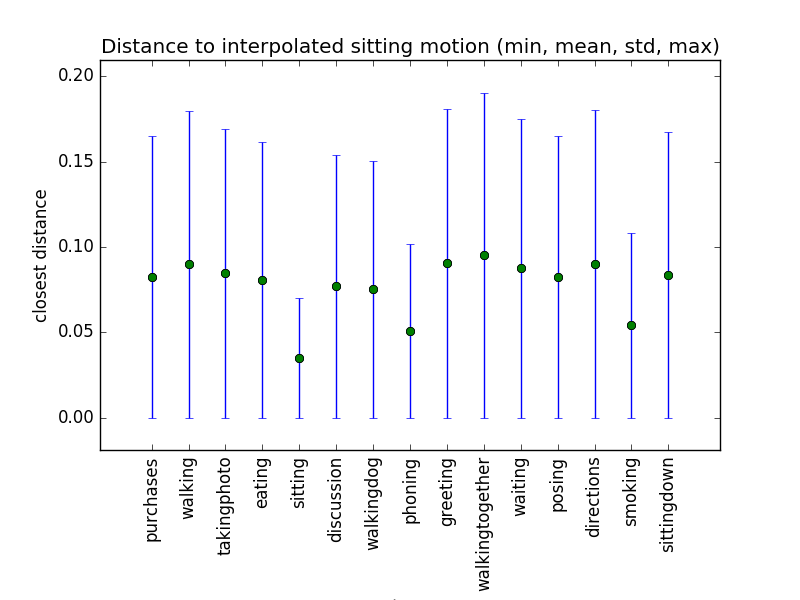 Distance to interpolated sitting motion (min, mean, std, max)
0.20
0.15
0.10
0.05
0.00
closest distance
purchases
walking
takingphoto
eating
sitting
discussion
walkingdog
phoning
greeting
walkingtogether
waiting
posing
directions
smoking
sittingdown